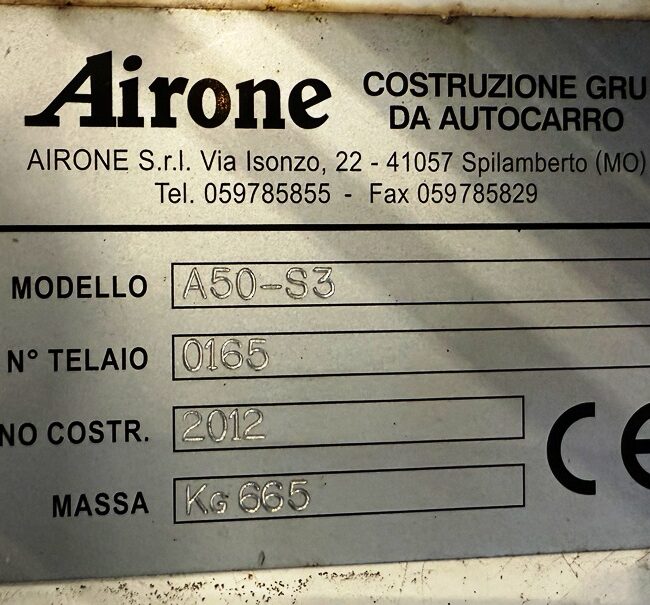 Airone COSTRUZIONE GRU
DA AUTOCARRO
AIRONE S.r.l. Via Isonzo, 22 - 41057 Spilamberto (MO)
Tel. 059785855 - Fax 059785829
MODELLO A50-S3
N° TELAIO 0165
NO COSTR. 2012
CE
MASSA KG 665